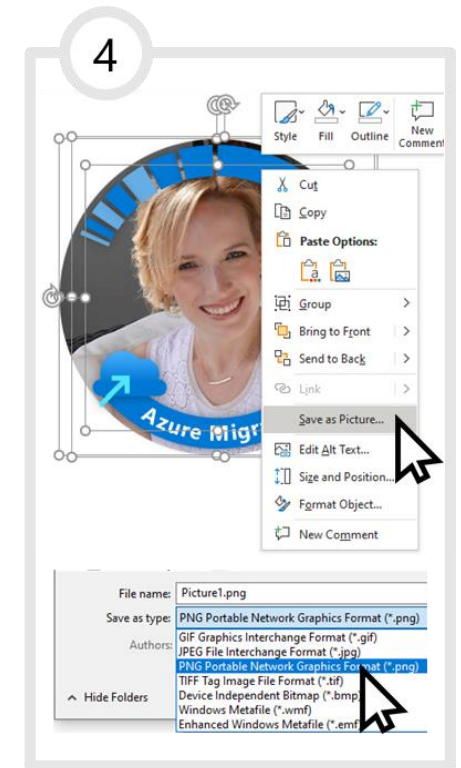 4
Style Fill Outline New Comment
Cut
Copy
Paste Options:
a
Group
Bring to Front
Send to Back
Link
Save as Picture...
Edit Alt Text...
Size and Position...
Format Object...
New Comment
Azure Migr
File name: Picture1.png
Save as type: PNG Portable Network Graphics Format (*.png)
Authors:
GIF Graphics Interchange Format (*.gif)
JPEG File Interchange Format (*.jpg)
PNG Portable Network Graphics Format (*.png)
TIFF Tag Image File Format (*.tif)
Device Independent Bitmap (*.bmp)
Windows Metafile (*.wmf)
Enhanced Windows Metafile (*.emf)
Hide Folders